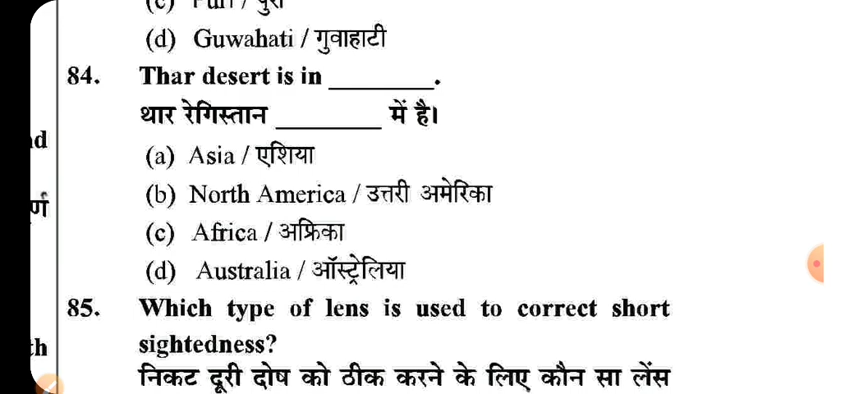 (d) Guwahati / गुवाहाटी
84. Thar desert is in ________.
थार रेगिस्तान ________ में है।
(a) Asia / एशिया
(b) North America / उत्तरी अमेरिका
(c) Africa / अफ्रिका
(d) Australia / ऑस्ट्रेलिया
85. Which type of lens is used to correct short
sightedness?
निकट दूरी दोष को ठीक करने के लिए कौन सा लेंस